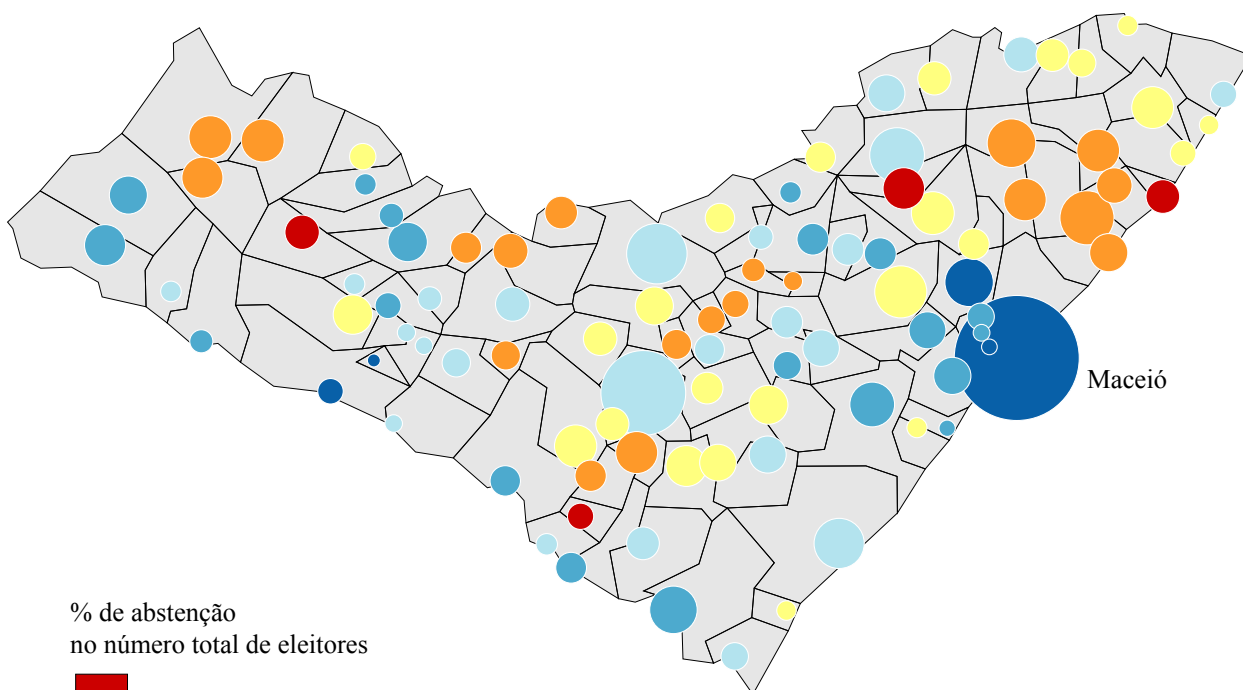 Maceió
% de abstenção
no número total de eleitores